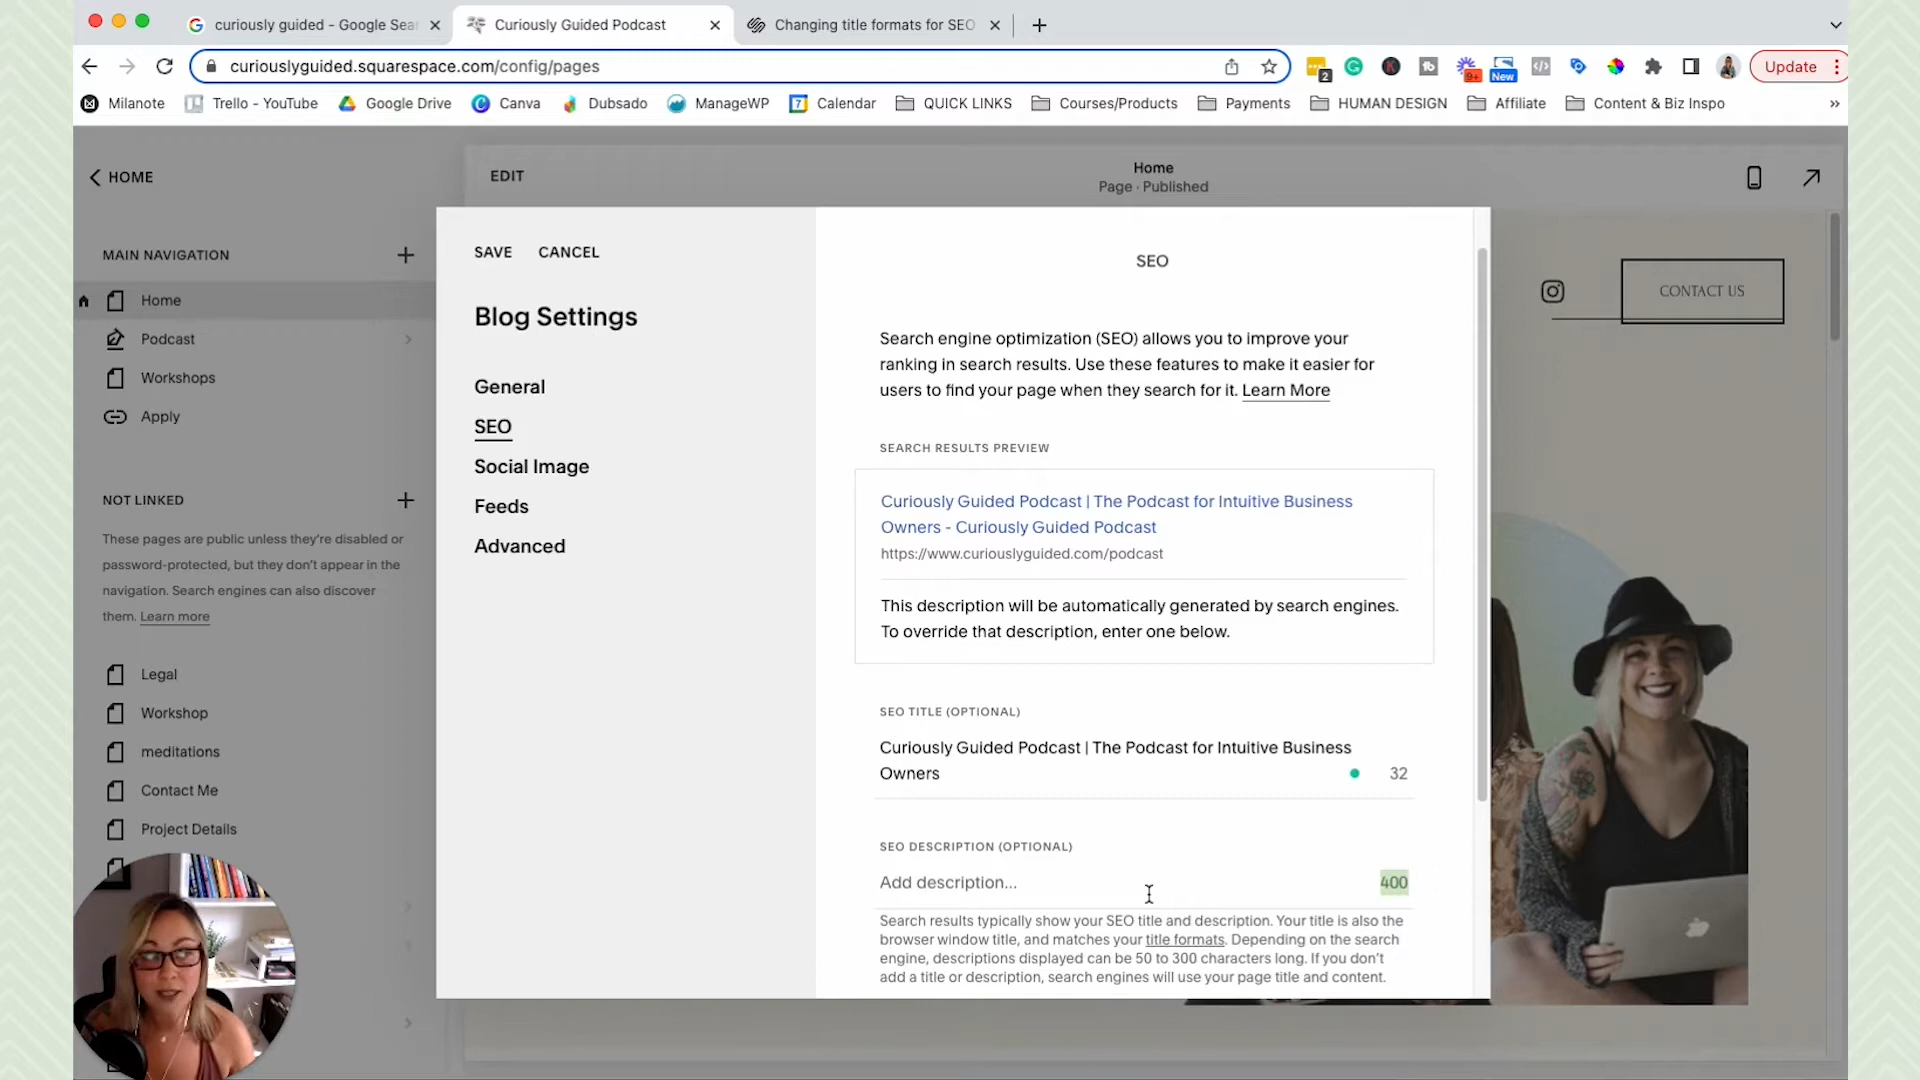 curiously guided - Google Sear
Curiously Guided Podcast
Changing title formats for SEO
curiouslyguided.squarespace.com/config/pages
2
9+
New
Update
Milanote
Trello - YouTube
Google Drive
Canva
Dubsado
ManageWP
7
Calendar
QUICK LINKS
Courses/Products
Payments
HUMAN DESIGN
Affiliate
Content & Biz Inspo
»
HOME
EDIT
Home
Page · Published
MAIN NAVIGATION
Home
Podcast
Workshops
Apply
NOT LINKED
These pages are public unless they're disabled or
password-protected, but they don't appear in the
navigation. Search engines can also discover
them. Learn more
Legal
Workshop
meditations
Contact Me
Project Details
SAVE
CANCEL
Blog Settings
General
SEO
Social Image
Feeds
Advanced
SEO
Search engine optimization (SEO) allows you to improve your
ranking in search results. Use these features to make it easier for
users to find your page when they search for it. Learn More
SEARCH RESULTS PREVIEW
Curiously Guided Podcast | The Podcast for Intuitive Business
Owners - Curiously Guided Podcast
https://www.curiouslyguided.com/podcast
This description will be automatically generated by search engines.
To override that description, enter one below.
SEO TITLE (OPTIONAL)
Curiously Guided Podcast | The Podcast for Intuitive Business
Owners
32
SEO DESCRIPTION (OPTIONAL)
Add description...
400
Search results typically show your SEO title and description. Your title is also the
browser window title, and matches your title formats. Depending on the search
engine, descriptions displayed can be 50 to 300 characters long. If you don't
add a title or description, search engines will use your page title and content.
CONTACT US